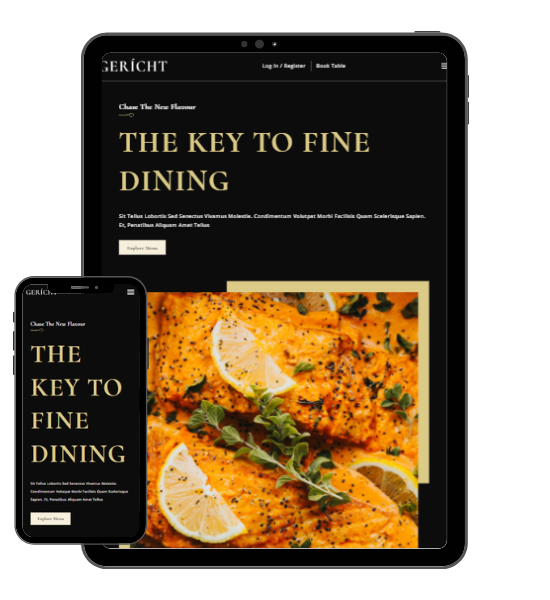 GERÍCHT
Log In / Register
Book Table
Chase The New Flavour
THE KEY TO FINE
DINING
Sit Tellus Lobortis Sed Senectus Vivamus Molestie. Condimentum Volutpat Morbi Facilisis Quam Scelerisque Sapien.
Et, Penatibus Aliquam Amet Tellus
Explore Menu
GERÍCHT
Chase The New Flavour
THE
KEY TO
FINE
DINING
Sit Tellus Lobortis Sed Senectus Vivamus Molestie.
Condimentum Volutpat Morbi Facilisis Quam Scelerisque
Sapien. Et, Penatibus Aliquam Amet Tellus
Explore Menu